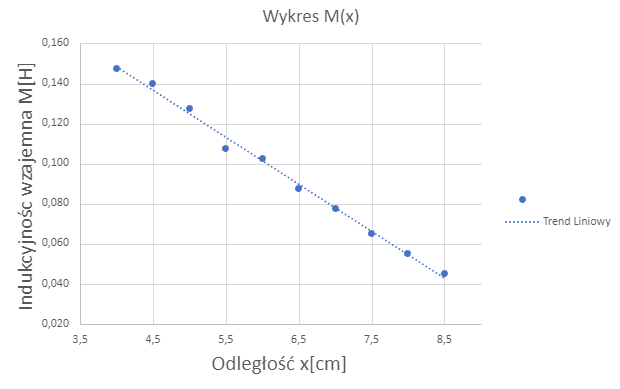 Wykres M(x)
Indukcyjnośc wzajemna M[H]
0,160
0,140
0,120
0,100
0,080
0,060
0,040
0,020
3,5 4,5 5,5 6,5 7,5 8,5
Odległość x[cm]
Trend Liniowy